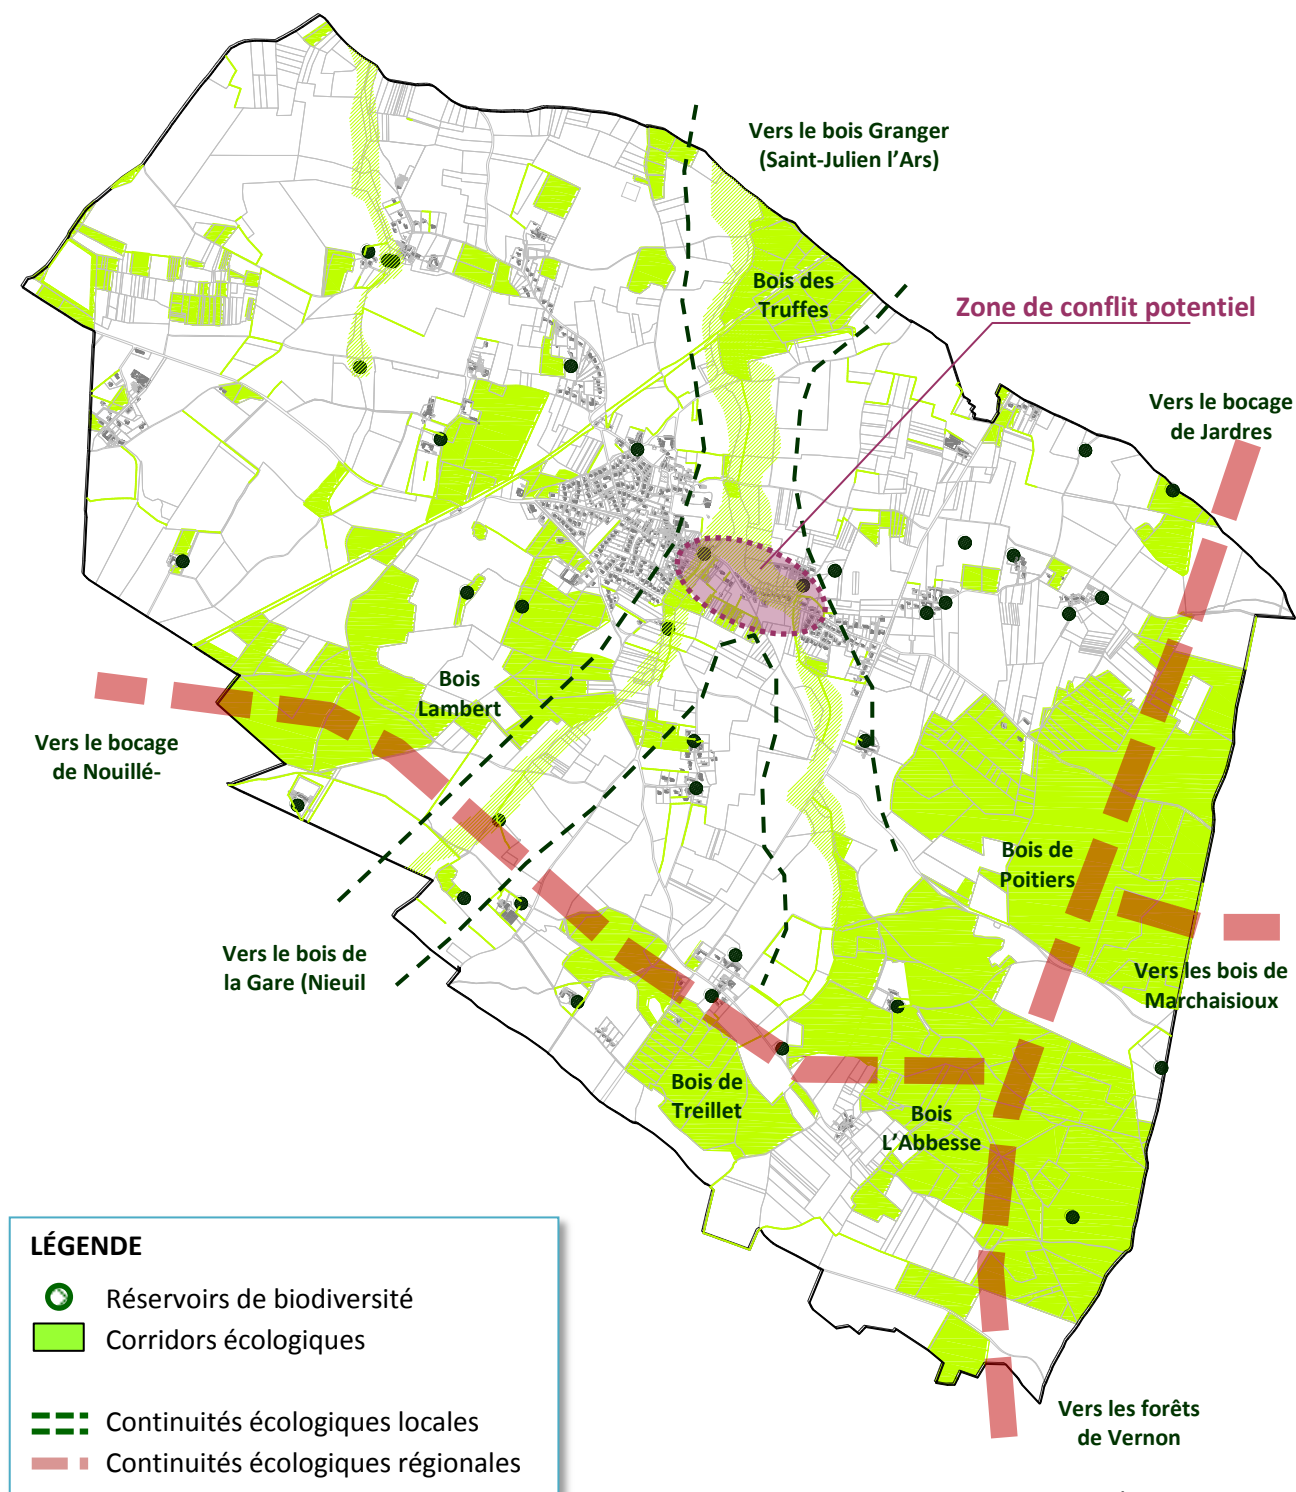 Vers le bois Granger
(Saint-Julien l'Ars)
Bois des
Truffes
Zone de conflit potentiel
Vers le bocage
de Jardres
Bois
Lambert
Vers le bocage
de Nouillé-
Bois de
Poitiers
Vers le bois de
la Gare (Nieuil
Vers les bois de
Marchaisioux
Bois de
Treillet
Bois
L'Abbesse
Vers les forêts
de Vernon
LÉGENDE
Réservoirs de biodiversité
Corridors écologiques
Continuités écologiques locales
Continuités écologiques régionales